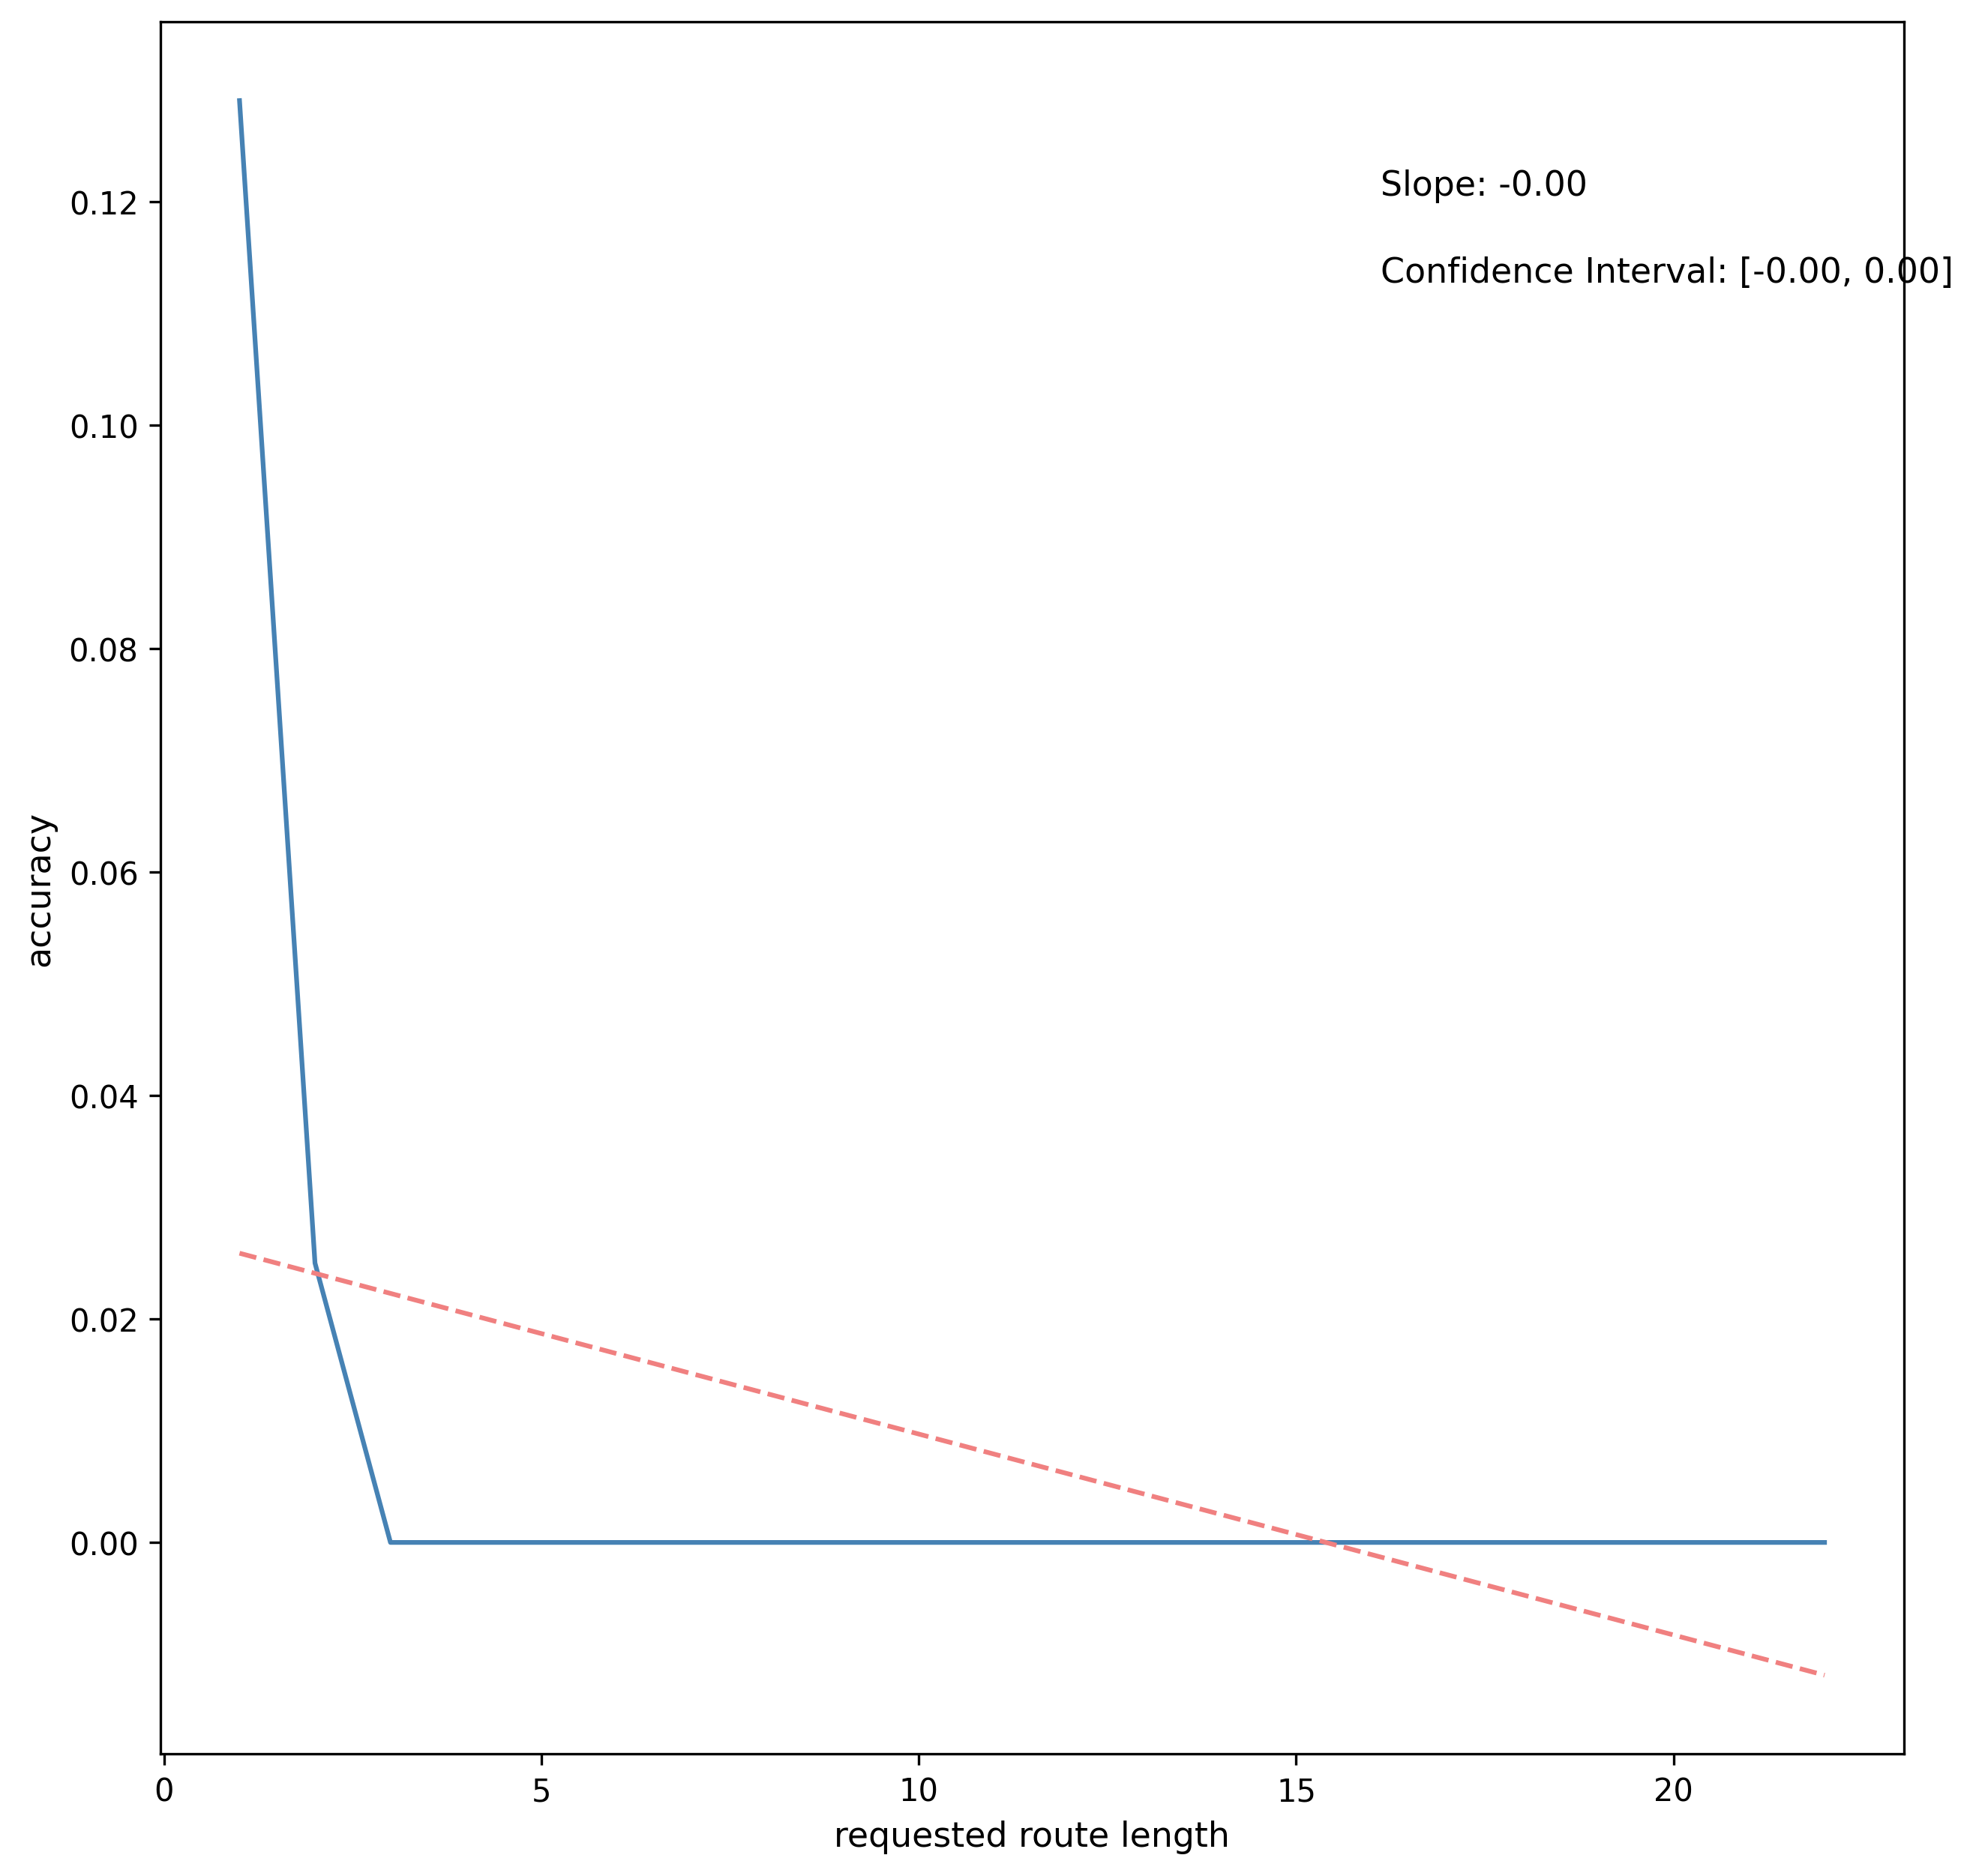 Slope: -0.00
Confidence Interval: [-0.00, 0.00]
accuracy
0.12
0.10
0.08
0.06
0.04
0.02
0.00
0 5 10 15 20
requested route length